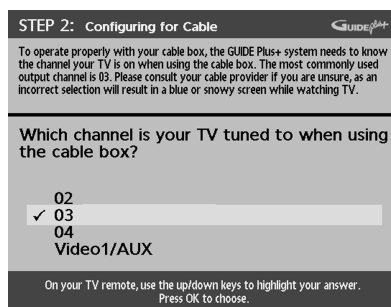 STEP 2: Configuring for Cable
GUIDE plus+
To operate properly with your cable box, the GUIDE Plus+ system needs to know
the channel your TV is on when using the cable box. The most commonly used
output channel is 03. Please consult your cable provider if you are unsure, as an
incorrect selection will result in a blue or snowy screen while watching TV.
Which channel is your TV tuned to when using
the cable box?
02
✓ 03
04
Video1/AUX
On your TV remote, use the up/down keys to highlight your answer.
Press OK to choose.